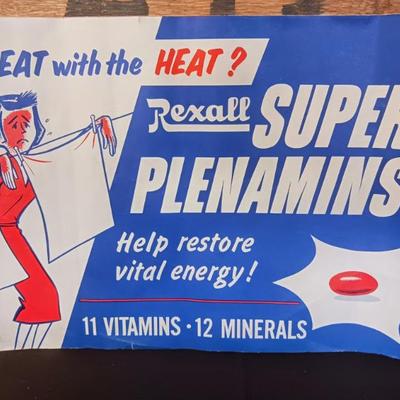 EAT with the HEAT?
Rexall SUPER
PLENAMINS
Help restore
vital energy!
11 VITAMINS · 12 MINERALS